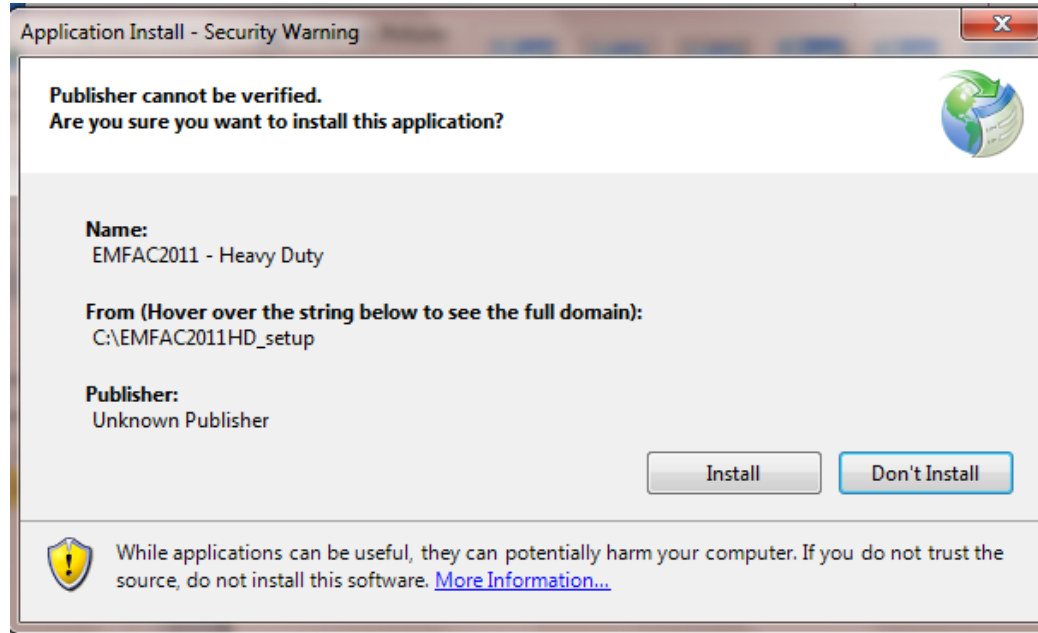 Application Install - Security Warning
Publisher cannot be verified.
Are you sure you want to install this application?
Name:
EMFAC2011 - Heavy Duty
From (Hover over the string below to see the full domain):
C:\EMFAC2011HD_setup
Publisher:
Unknown Publisher
Install
Don't Install
While applications can be useful, they can potentially harm your computer. If you do not trust the
source, do not install this software. More Information...